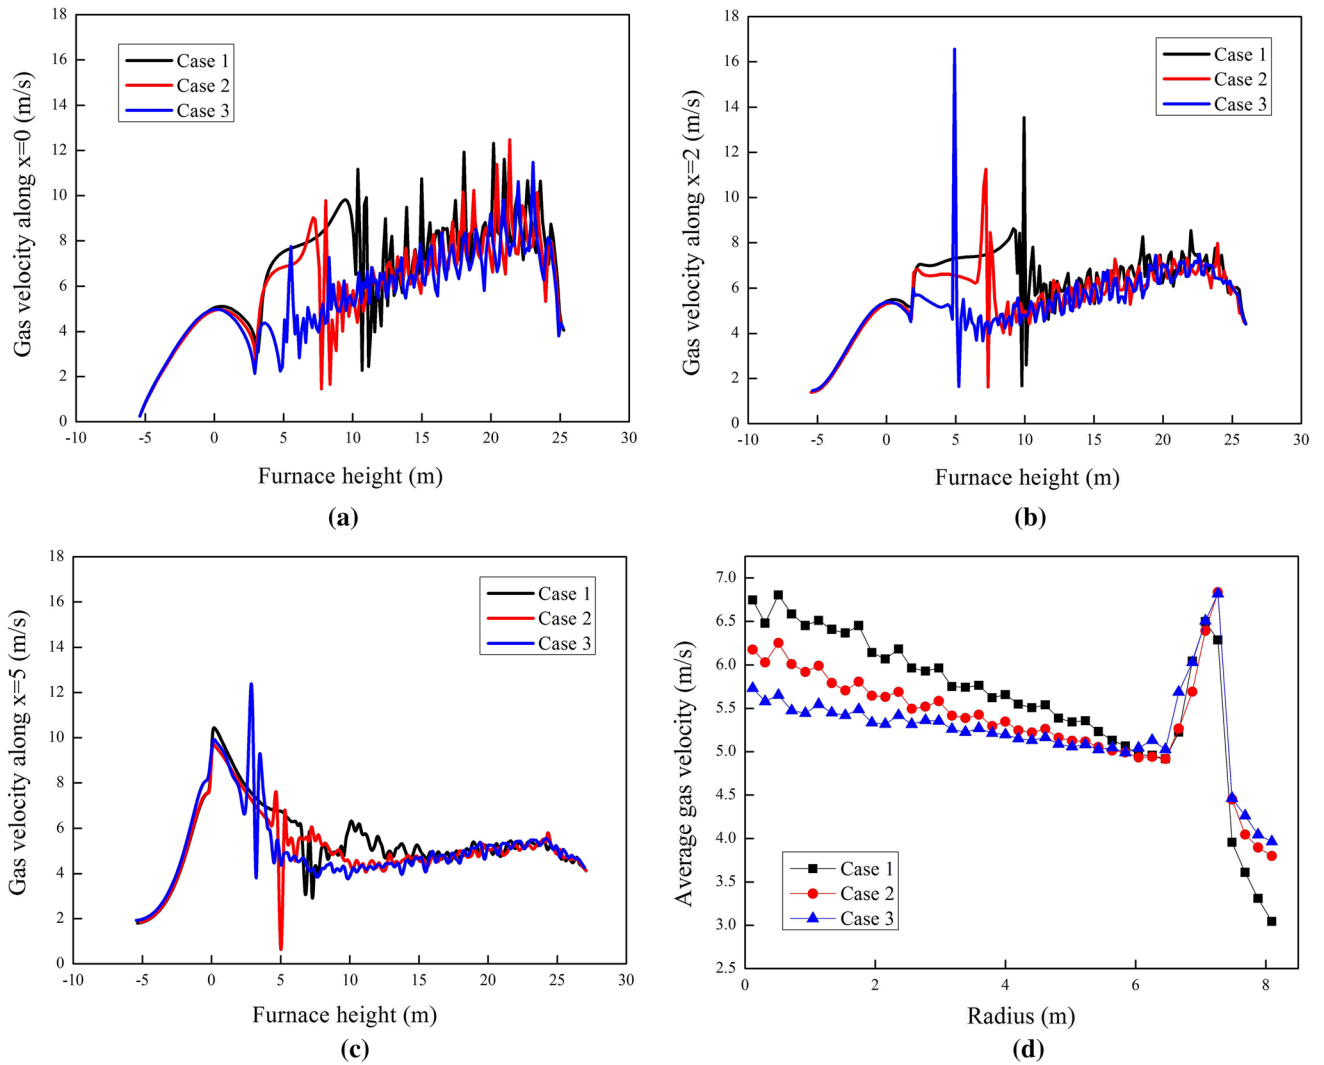 18
16
14
12
10
8
6
4
2
0
Gas velocity along x=0 (m/s)
Case 1
Case 2
Case 3
-10 -5 0 5 10 15 20 25 30
Furnace height (m)
(a)
18
16
14
12
10
8
6
4
2
0
Gas velocity along x=2 (m/s)
Case 1
Case 2
Case 3
-10 -5 0 5 10 15 20 25 30
Furnace height (m)
(b)
18
16
14
12
10
8
6
4
2
0
Gas velocity along x=5 (m/s)
Case 1
Case 2
Case 3
-10 -5 0 5 10 15 20 25 30
Furnace height (m)
(c)
7.0
6.5
6.0
5.5
5.0
4.5
4.0
3.5
3.0
2.5
Average gas velocity (m/s)
Case 1
Case 2
Case 3
0 2 4 6 8
Radius (m)
(d)